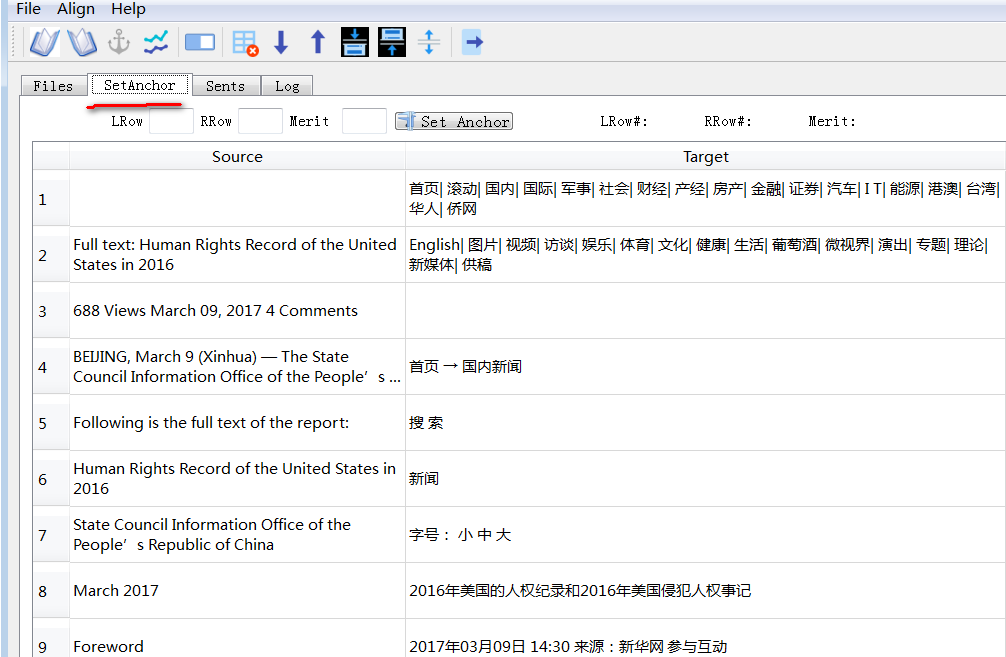 File Align Help
Files SetAnchor Sents Log
LRow RRow Merit Set Anchor LRow#: RRow#: Merit:
Source Target
1 首页| 滚动| 国内| 国际| 军事| 社会| 财经| 产经| 房产| 金融| 证券| 汽车| I T| 能源| 港澳| 台湾|
华人| 侨网
2 Full text: Human Rights Record of the United
States in 2016
English| 图片| 视频| 访谈| 娱乐| 体育| 文化| 健康| 生活| 葡萄酒| 微视界| 演出| 专题| 理论|
新媒体| 供稿
3 688 Views March 09, 2017 4 Comments
4 BEIJING, March 9 (Xinhua) — The State
Council Information Office of the People’s ...
首页 → 国内新闻
5 Following is the full text of the report:
搜 索
6 Human Rights Record of the United States in
2016
新闻
7 State Council Information Office of the
People’s Republic of China
字号： 小 中 大
8 March 2017
2016年美国的人权纪录和2016年美国侵犯人权事记
9 Foreword
2017年03月09日 14:30 来源：新华网 参与互动